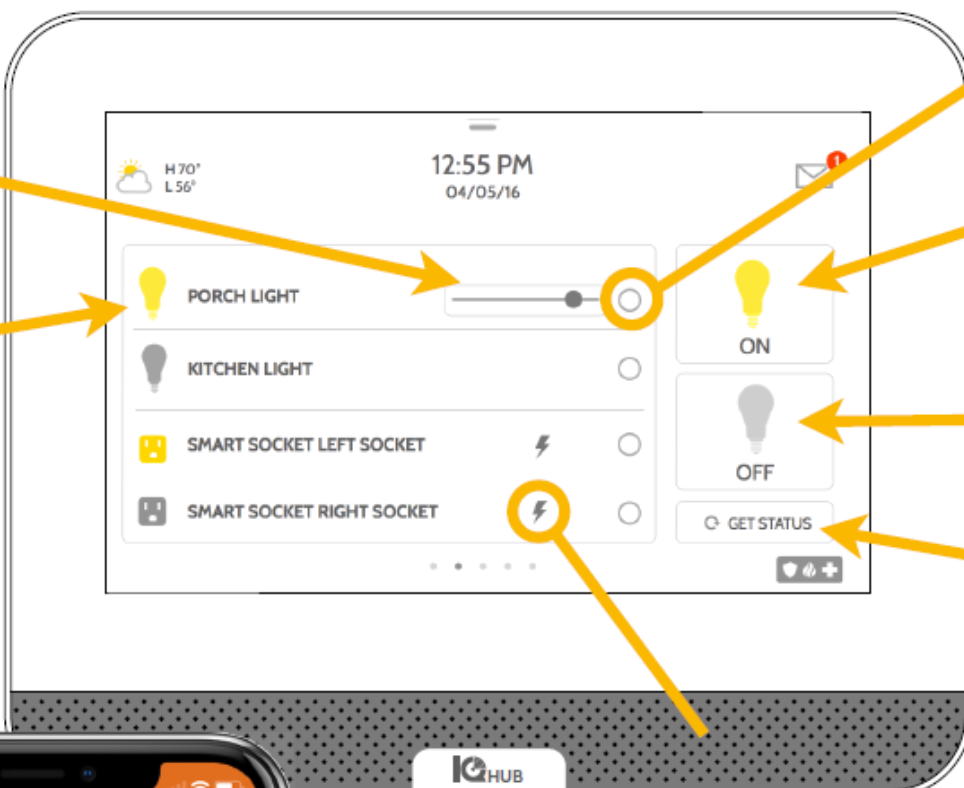 H 70°
L 56°
12:55 PM
04/05/16
1
PORCH LIGHT
KITCHEN LIGHT
SMART SOCKET LEFT SOCKET
SMART SOCKET RIGHT SOCKET
ON
OFF
GET STATUS
IQ HUB